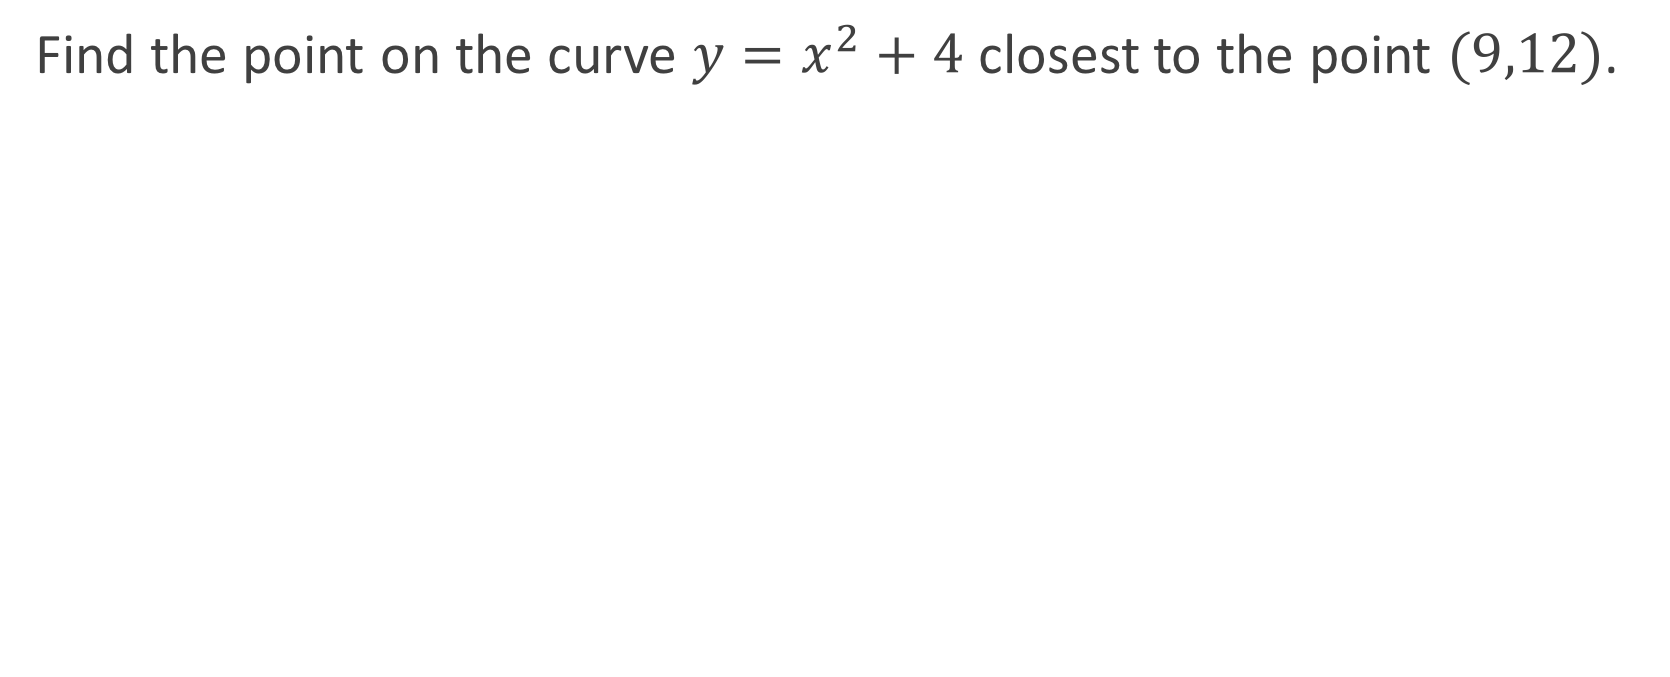 Find the point on the curve y = x² + 4 closest to the point (9,12).